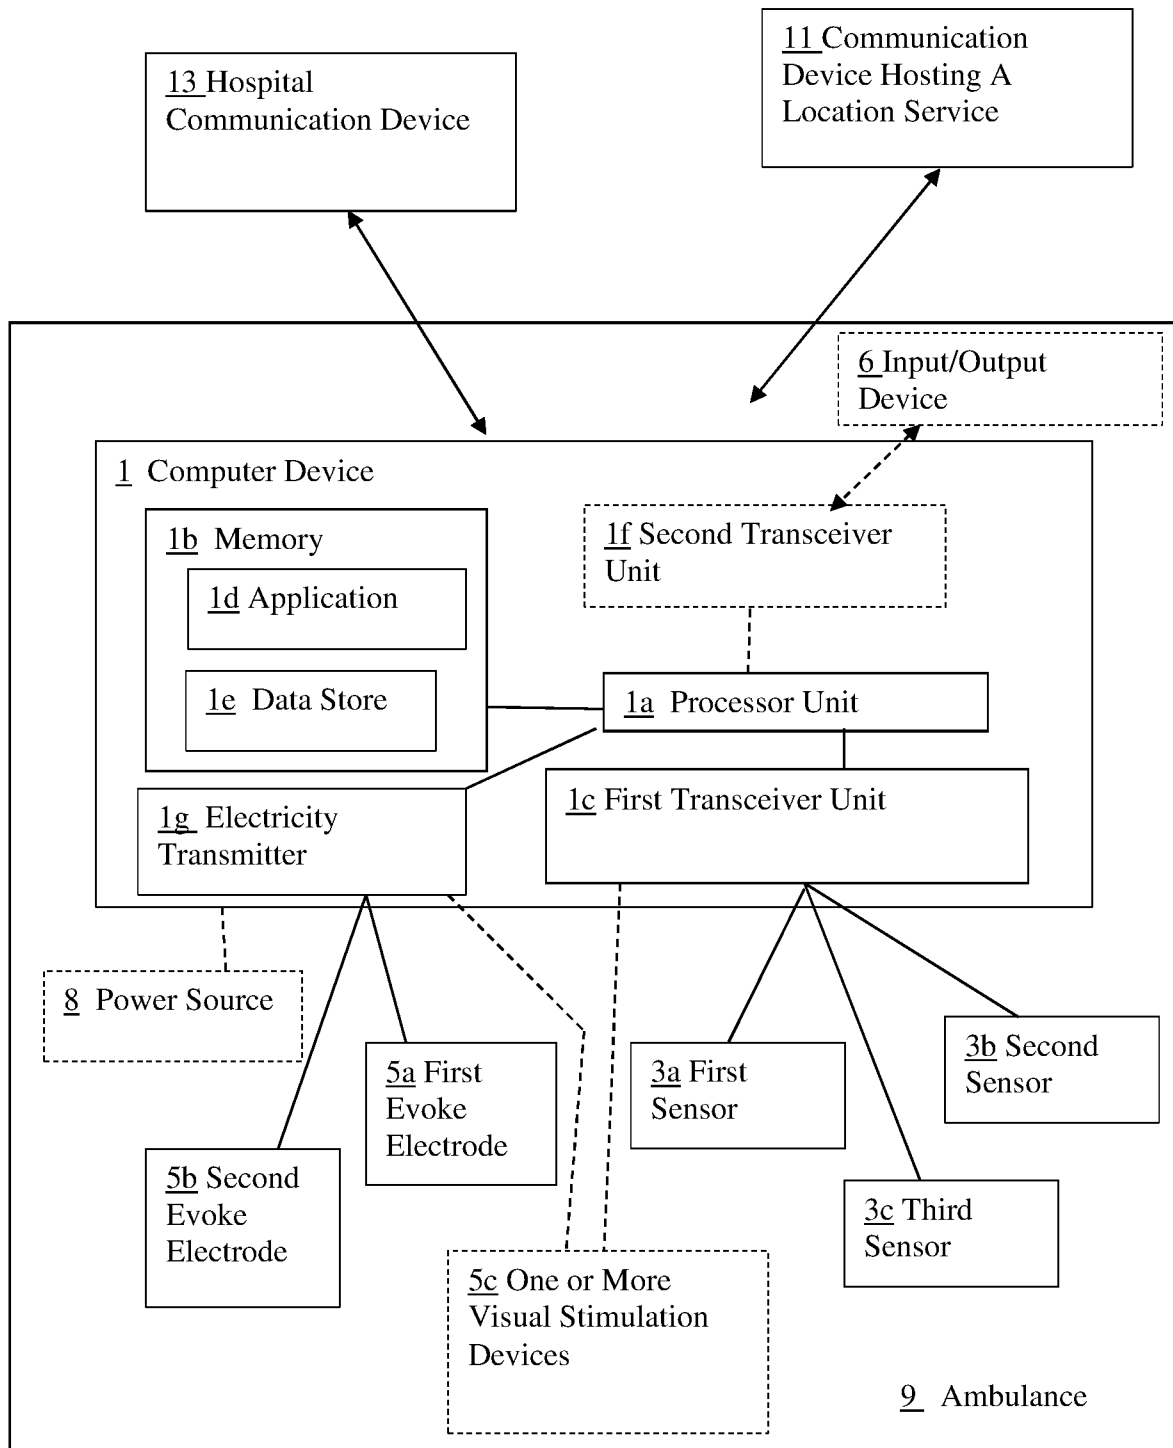 13 Hospital
Communication Device
11 Communication
Device Hosting A
Location Service
6 Input/Output
Device
1 Computer Device
1b Memory
1d Application
1e Data Store
1f Second Transceiver
Unit
1a Processor Unit
1g Electricity
Transmitter
1c First Transceiver Unit
8 Power Source
5a First
Evoke
Electrode
3a First
Sensor
3b Second
Sensor
5b Second
Evoke
Electrode
3c Third
Sensor
5c One or More
Visual Stimulation
Devices
9 Ambulance